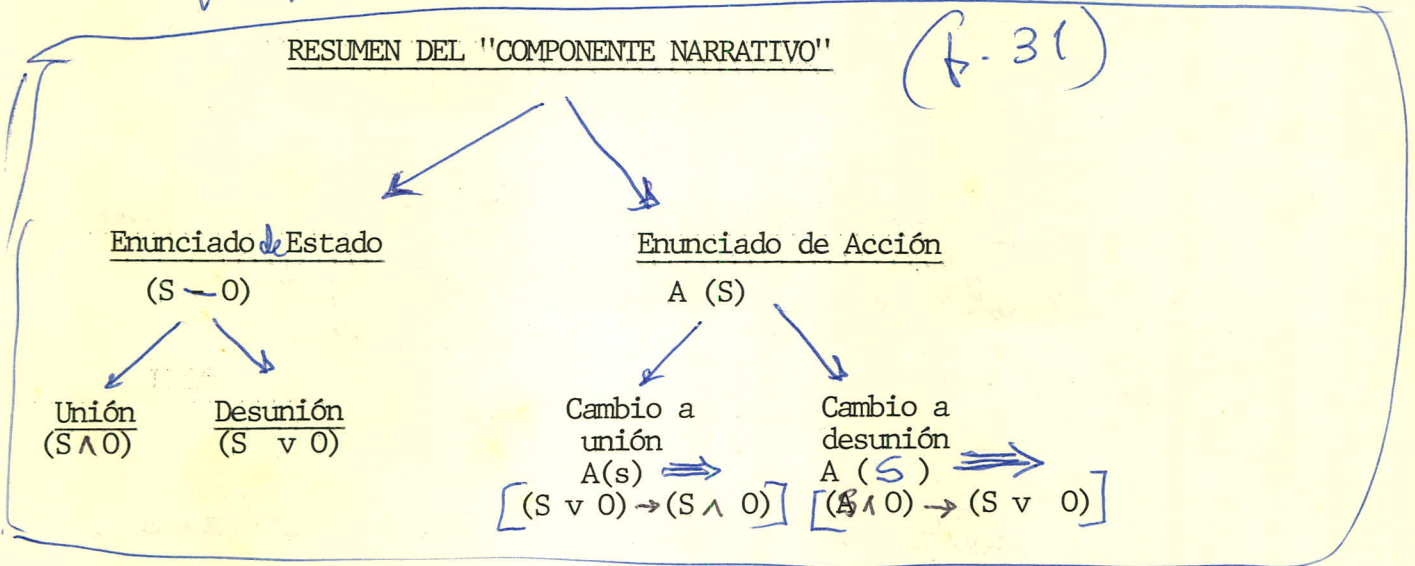 RESUMEN DEL "COMPONENTE NARRATIVO" (p. 31)
Enunciado de Estado
(S — O)
Unión
(S ∧ O)
Desunión
(S v O)
Enunciado de Acción
A (S)
Cambio a
unión
A(s) ⟹
[(S v O) → (S ∧ O)]
Cambio a
desunión
A (S) ⟹
[(S ∧ O) → (S v O)]